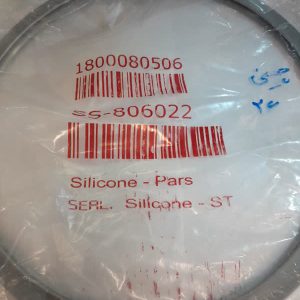 1800080506
SS-806022
Silicone - Pars
SEAL. Silicone - ST